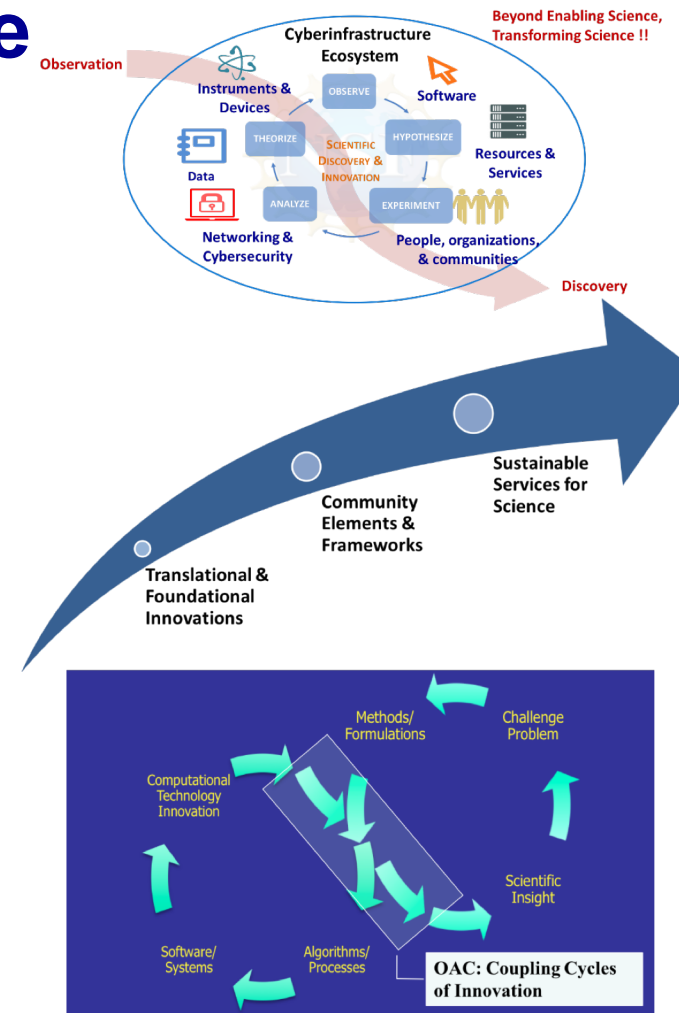 e
Beyond Enabling Science,
Transforming Science !!
Cyberinfrastructure
Ecosystem
Observation
Instruments &
Devices
OBSERVE
Software
THEORIZE
HYPOTHESIZE
SCIENTIFIC
DISCOVERY &
INNOVATION
Data
Resources &
Services
ANALYZE
EXPERIMENT
Networking &
Cybersecurity
People, organizations,
& communities
Discovery
Sustainable
Services for
Science
Community
Elements &
Frameworks
Translational &
Foundational
Innovations
Methods/
Formulations
Challenge
Problem
Computational
Technology
Innovation
Scientific
Insight
Software/
Systems
Algorithms/
Processes
OAC: Coupling Cycles
of Innovation